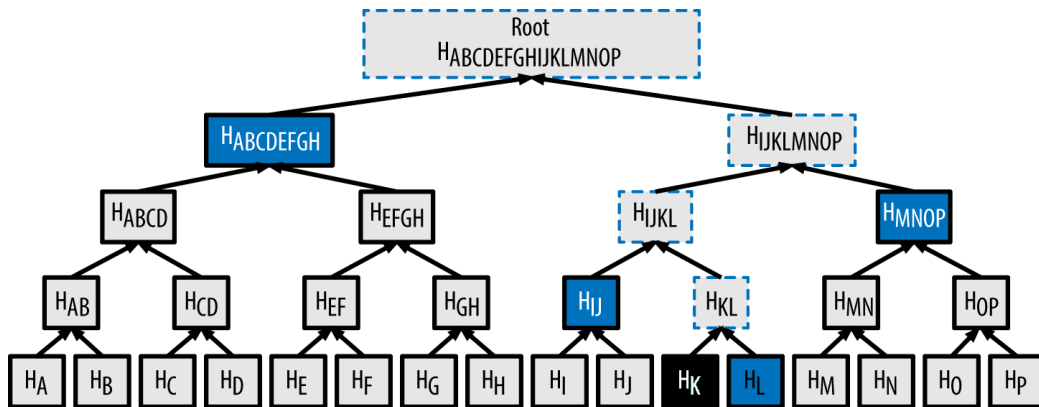 Root
HABCDEFGHIJKLMNOP
HABCDEFGH
HIJKLMNOP
HABCD
HEFGH
HIJKL
HMNOP
HAB
HCD
HEF
HGH
HIJ
HKL
HMN
HOP
HA
HB
HC
HD
HE
HF
HG
HH
HI
HJ
HK
HL
HM
HN
HO
HP